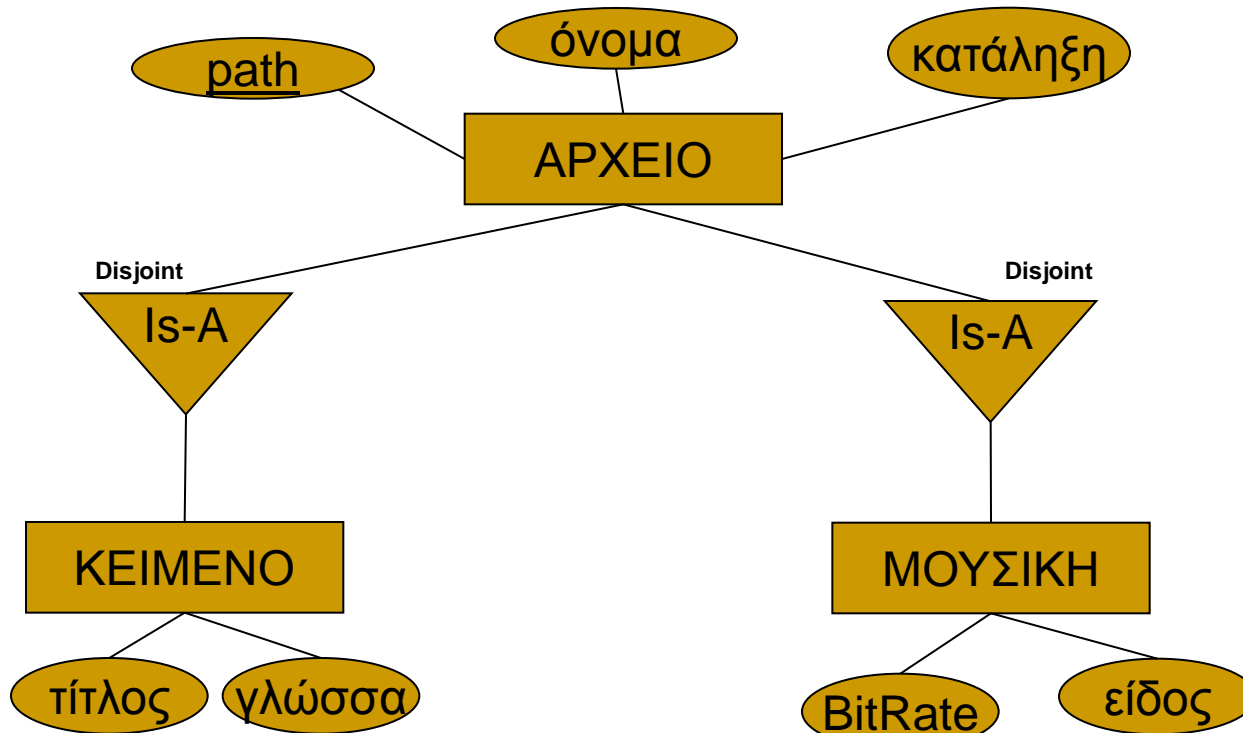 path
όνομα
κατάληξη
ΑΡΧΕΙΟ
Disjoint
Disjoint
Is-A
Is-A
ΚΕΙΜΕΝΟ
ΜΟΥΣΙΚΗ
τίτλος
γλώσσα
BitRate
είδος